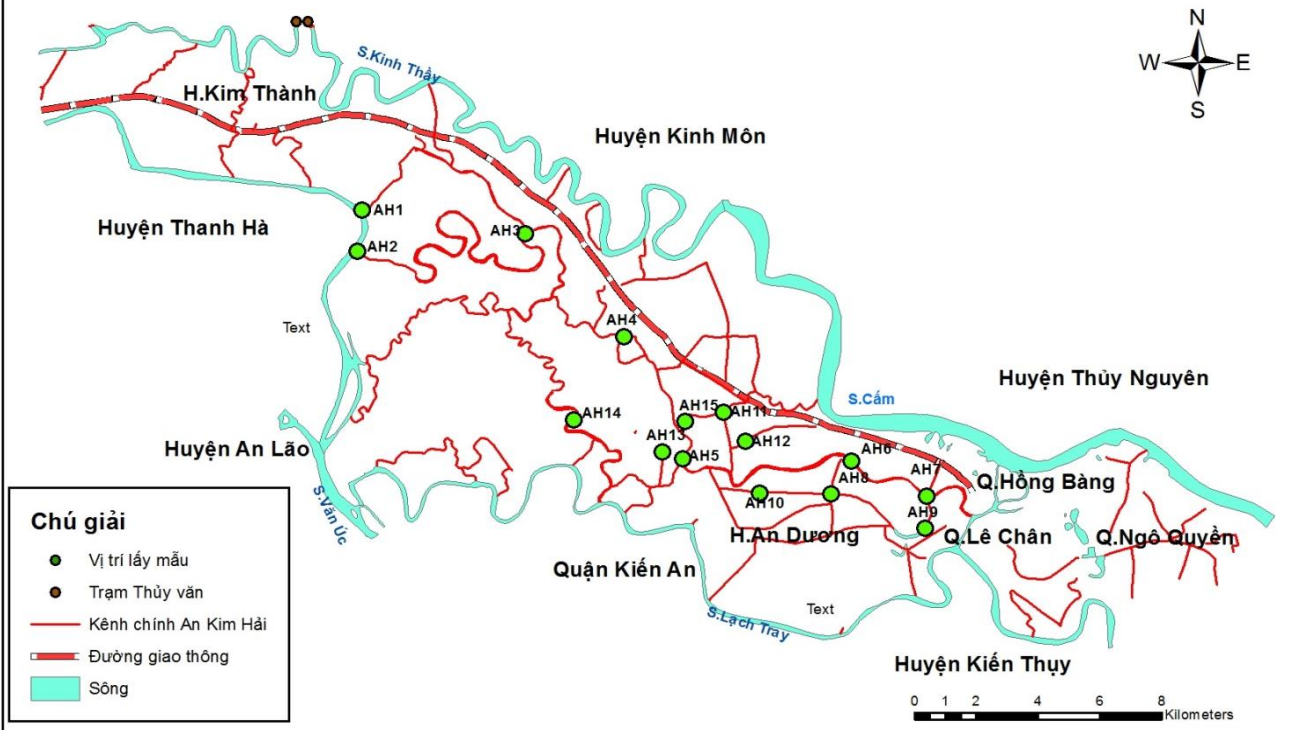 N
W E
S
S.Kinh Thầy
H.Kim Thành
Huyện Kinh Môn
AH1
Huyện Thanh Hà
AH3
AH2
Text
AH4
Huyện Thủy Nguyên
S.Cấm
AH15
AH11
AH14
AH12
AH13
Huyện An Lão
AH5
AH6
AH7
Q.Hồng Bàng
AH8
AH10
S.Văn Úc
AH9
H.An Dương
Q.Lê Chân
Q.Ngô Quyền
Quận Kiến An
Text
S.Lạch Tray
Huyện Kiến Thụy
Chú giải
Vị trí lấy mẫu
Trạm Thủy văn
Kênh chính An Kim Hải
Đường giao thông
Sông
0 1 2 4 6 8
Kilometers